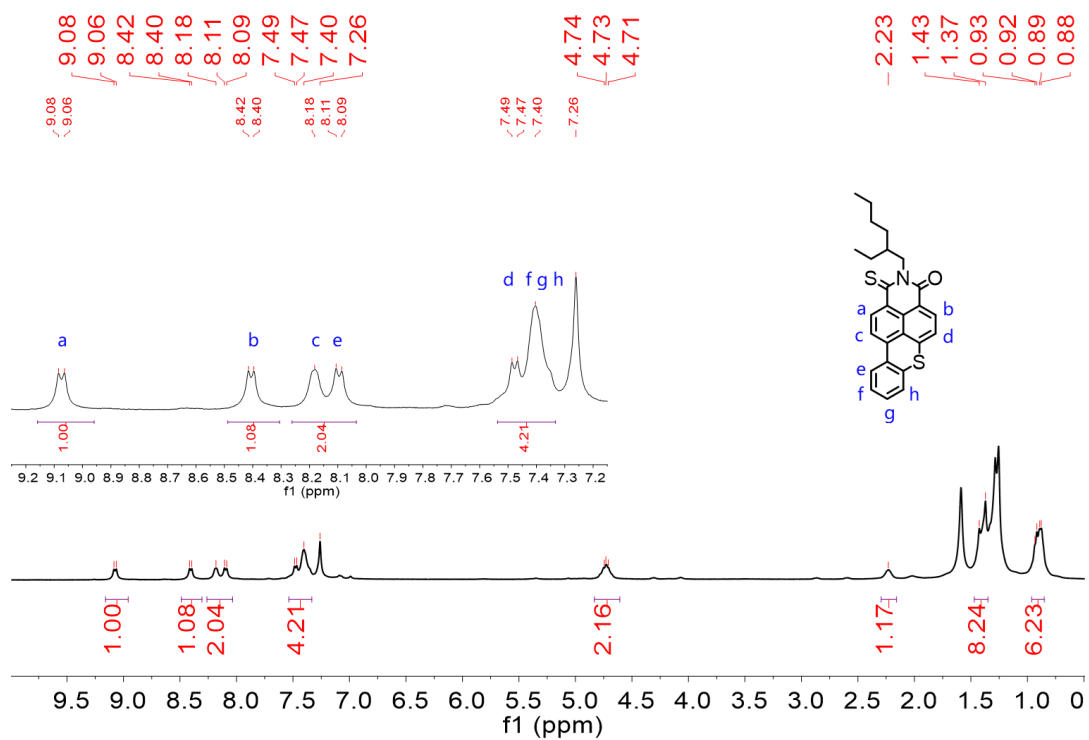 9.08 9.06 8.42 8.40 8.18 8.11 8.09 7.49 7.47 7.40 7.26 4.74 4.73 4.71 2.23 1.43 1.37 0.93 0.92 0.89 0.88
9.08 9.06 8.42 8.40 8.18 8.11 8.09 7.49 7.47 7.40 7.26
S N O
a b
c d
S
e
f h
g
a b c e d f g h
1.00 1.08 2.04 4.21
9.2 9.1 9.0 8.9 8.8 8.7 8.6 8.5 8.4 8.3 8.2 8.1 8.0 7.9 7.8 7.7 7.6 7.5 7.4 7.3 7.2
f1 (ppm)
1.00 1.08 2.04 4.21 2.16 1.17 8.24 6.23
9.5 9.0 8.5 8.0 7.5 7.0 6.5 6.0 5.5 5.0 4.5 4.0 3.5 3.0 2.5 2.0 1.5 1.0 0
f1 (ppm)